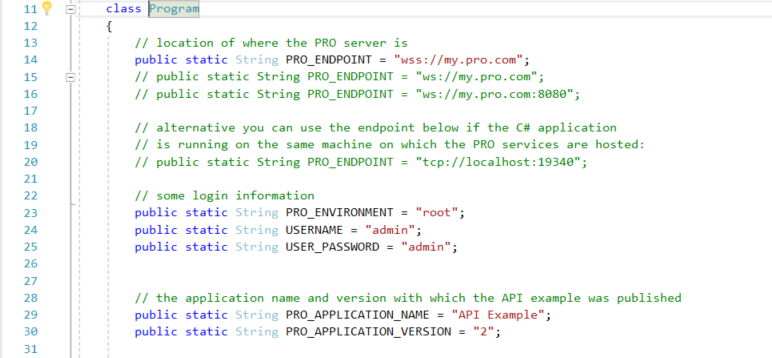 11 class Program
12 {
13 // location of where the PRO server is
14 public static String PRO_ENDPOINT = "wss://my.pro.com";
15 // public static String PRO_ENDPOINT = "ws://my.pro.com";
16 // public static String PRO_ENDPOINT = "ws://my.pro.com:8080";
17
18 // alternative you can use the endpoint below if the C# application
19 // is running on the same machine on which the PRO services are hosted:
20 // public static String PRO_ENDPOINT = "tcp://localhost:19340";
21
22 // some login information
23 public static String PRO_ENVIRONMENT = "root";
24 public static String USERNAME = "admin";
25 public static String USER_PASSWORD = "admin";
26
27
28 // the application name and version with which the API example was published
29 public static String PRO_APPLICATION_NAME = "API Example";
30 public static String PRO_APPLICATION_VERSION = "2";
31